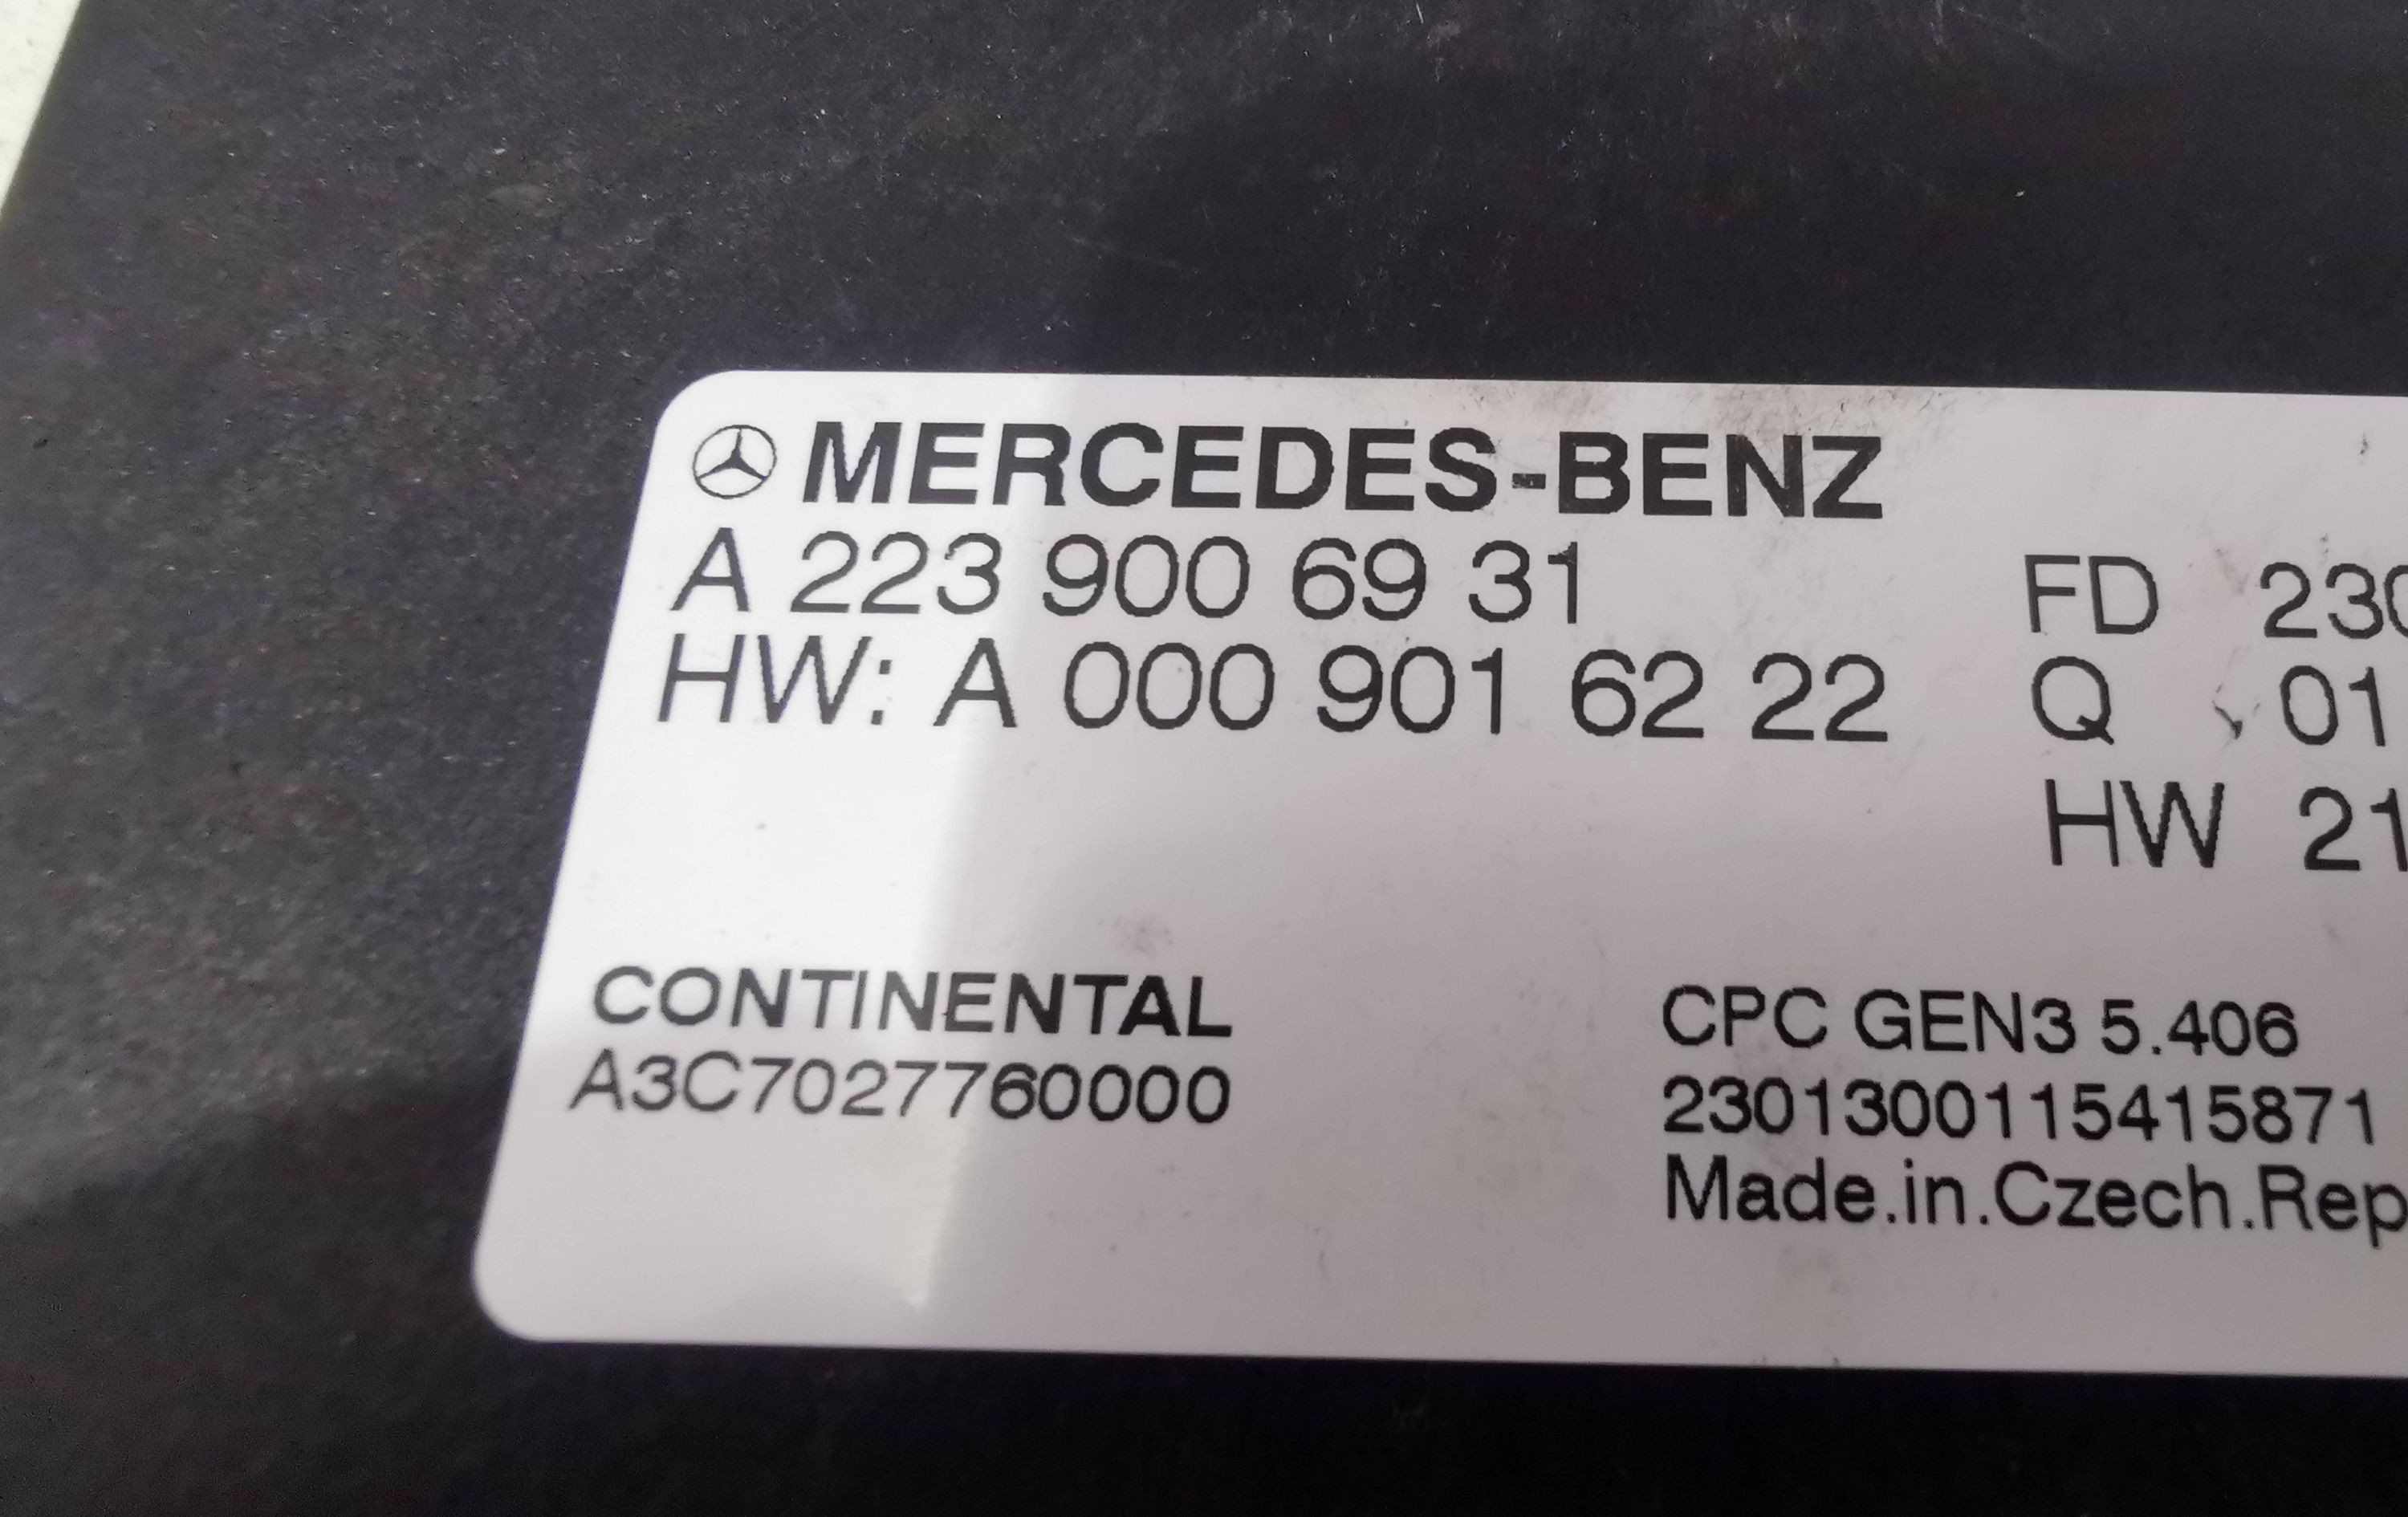 MERCEDES-BENZ
A 223 900 69 31
HW: A 000 901 62 22
FD 230
Q 01
HW 21
CONTINENTAL
A3C7027760000
CPC GEN3 5.406
2301300115415871
Made.in.Czech.Rep